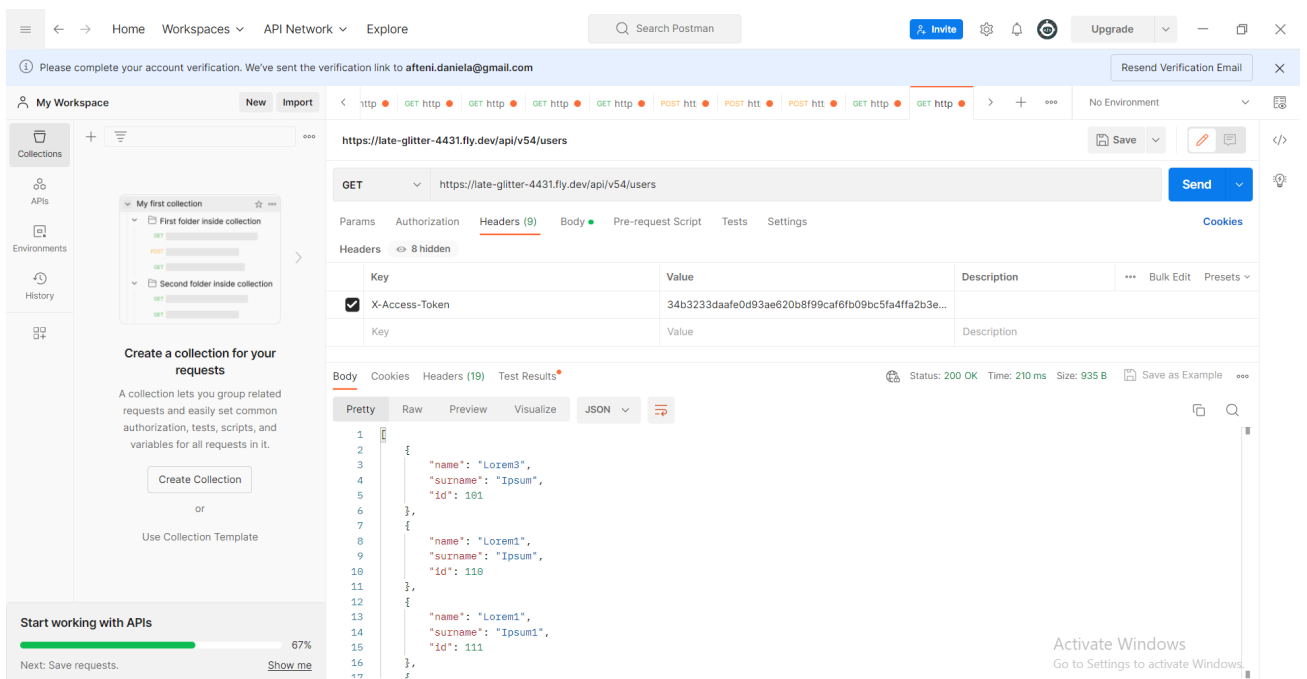 Home Workspaces API Network Explore Search Postman Invite Upgrade
Please complete your account verification. We've sent the verification link to afteni.daniela@gmail.com Resend Verification Email
My Workspace New Import
http GET http GET http GET http GET http POST htt POST htt POST htt GET http GET http No Environment
Collections
APIs
Environments
History
My first collection
First folder inside collection
GET
POST
GET
Second folder inside collection
GET
GET
Create a collection for your
requests
A collection lets you group related
requests and easily set common
authorization, tests, scripts, and
variables for all requests in it.
Create Collection
or
Use Collection Template
Start working with APIs
67%
Next: Save requests. Show me
https://late-glitter-4431.fly.dev/api/v54/users Save
GET https://late-glitter-4431.fly.dev/api/v54/users Send
Params Authorization Headers (9) Body Pre-request Script Tests Settings Cookies
Headers 8 hidden
Key Value Description Bulk Edit Presets
X-Access-Token 34b3233daafe0d93ae620b8f99caf6fb09bc5fa4ffa2b3e...
Key Value Description
Body Cookies Headers (19) Test Results Status: 200 OK Time: 210 ms Size: 935 B Save as Example
Pretty Raw Preview Visualize JSON
1 [
2 {
3 "name": "Lorem3",
4 "surname": "Ipsum",
5 "id": 101
6 },
7 {
8 "name": "Lorem1",
9 "surname": "Ipsum",
10 "id": 110
11 },
12 {
13 "name": "Lorem1",
14 "surname": "Ipsum1",
15 "id": 111
16 },
17 {
Activate Windows
Go to Settings to activate Windows.